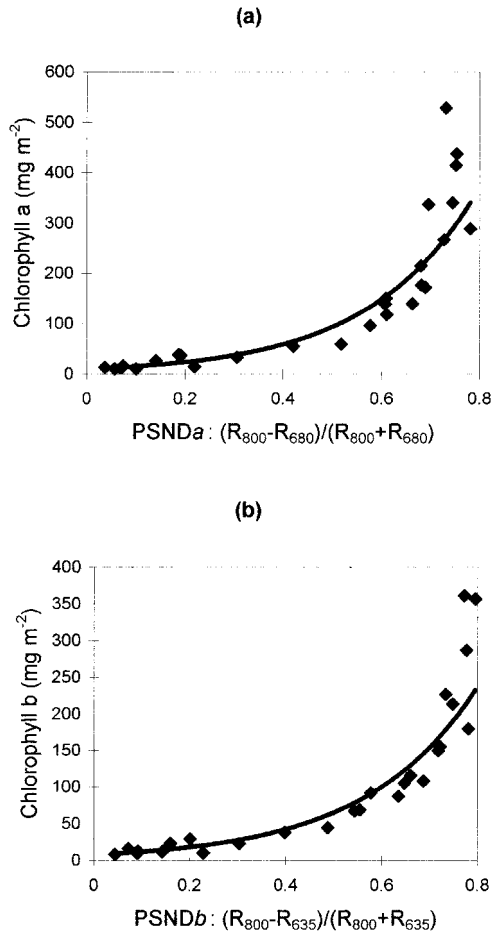 (a)
600
500
400
300
200
100
0
Chlorophyll a (mg m⁻²)
0 0.2 0.4 0.6 0.8
PSNDa : (R₈₀₀-R₆₈₀)/(R₈₀₀+R₆₈₀)
(b)
400
350
300
250
200
150
100
50
0
Chlorophyll b (mg m⁻²)
0 0.2 0.4 0.6 0.8
PSNDb : (R₈₀₀-R₆₃₅)/(R₈₀₀+R₆₃₅)